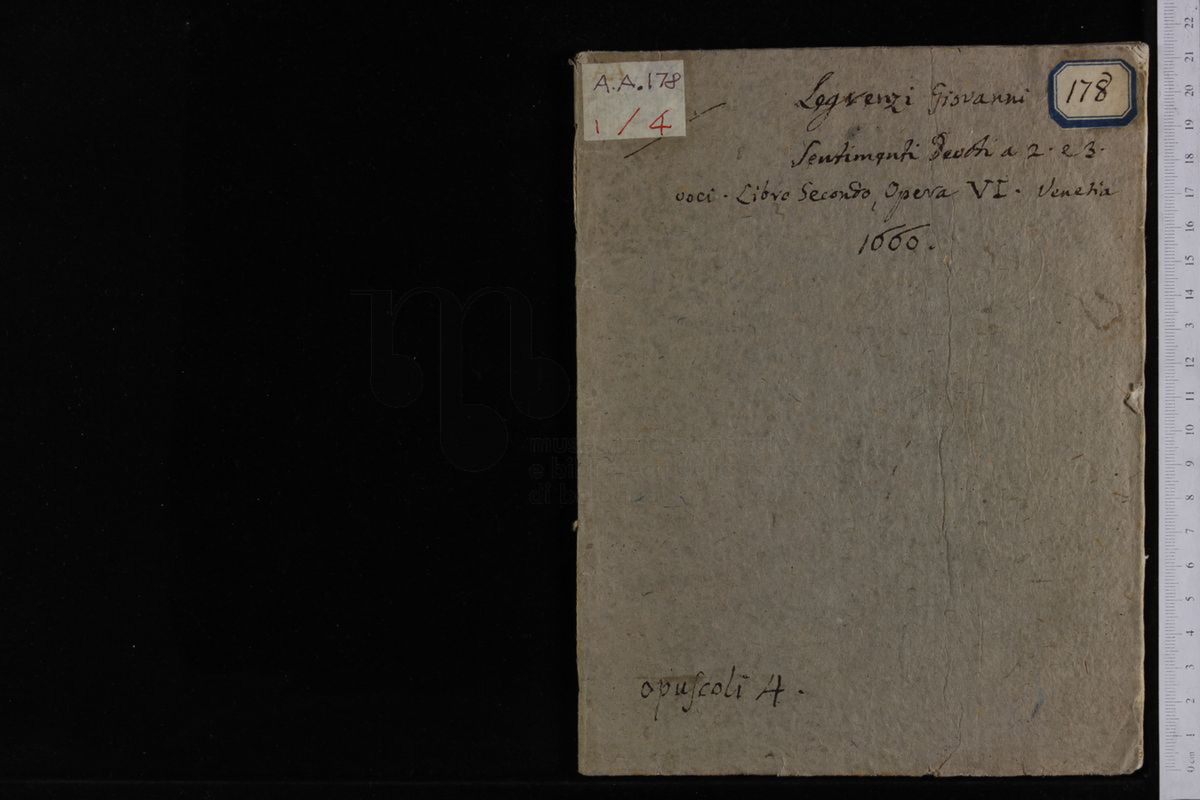 A.A.178
1/4
178
Legrenzi Giovanni
Sentimenti Devoti a 2. e 3.
voci. Libro Secondo, Opera VI. Venetia
1660.
opuscoli 4.